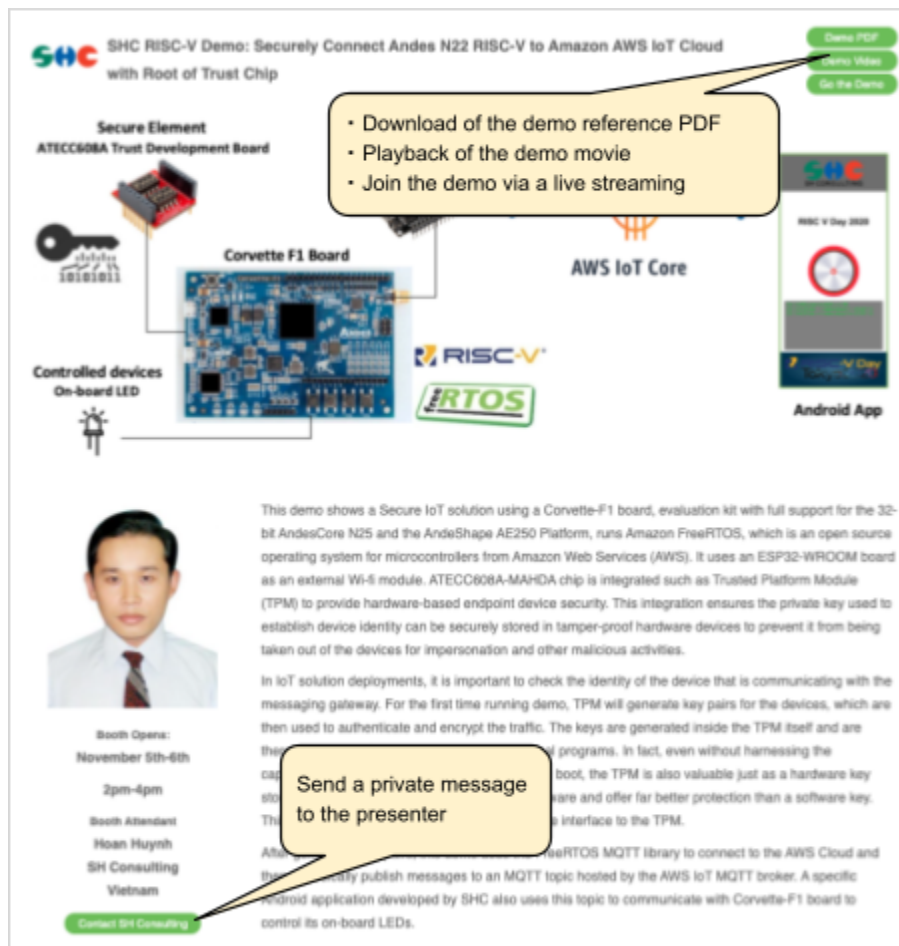 SHC
SHC RISC-V Demo: Securely Connect Andes N22 RISC-V to Amazon AWS IoT Cloud
with Root of Trust Chip
Demo PDF
Demo Video
Go the Demo
・Download of the demo reference PDF
・Playback of the demo movie
・Join the demo via a live streaming
Secure Element
ATECC608A Trust Development Board
10101011
Corvette F1 Board
AWS IoT Core
SHC
SH CONSULTING
RISC V Day 2020
RISC-V
free RTOS
Controlled devices
On-board LED
-V Day
Android App
This demo shows a Secure IoT solution using a Corvette-F1 board, evaluation kit with full support for the 32-
bit AndesCore N25 and the AndeShape AE250 Platform, runs Amazon FreeRTOS, which is an open source
operating system for microcontrollers from Amazon Web Services (AWS). It uses an ESP32-WROOM board
as an external Wi-fi module. ATECC608A-MAHDA chip is integrated such as Trusted Platform Module
(TPM) to provide hardware-based endpoint device security. This integration ensures the private key used to
establish device identity can be securely stored in tamper-proof hardware devices to prevent it from being
taken out of the devices for impersonation and other malicious activities.
In IoT solution deployments, it is important to check the identity of the device that is communicating with the
messaging gateway. For the first time running demo, TPM will generate key pairs for the devices, which are
then used to authenticate and encrypt the traffic. The keys are generated inside the TPM itself and are
programs. In fact, even without harnessing the
boot, the TPM is also valuable just as a hardware key
and offer far better protection than a software key.
interface to the TPM.
FreeRTOS MQTT library to connect to the AWS Cloud and
publish messages to an MQTT topic hosted by the AWS IoT MQTT broker. A specific
Android application developed by SHC also uses this topic to communicate with Corvette-F1 board to
control its on-board LEDs.
Booth Opens:
November 5th-6th
2pm-4pm
Booth Attendant
Hoan Huynh
SH Consulting
Vietnam
Contact SH Consulting
Send a private message
to the presenter